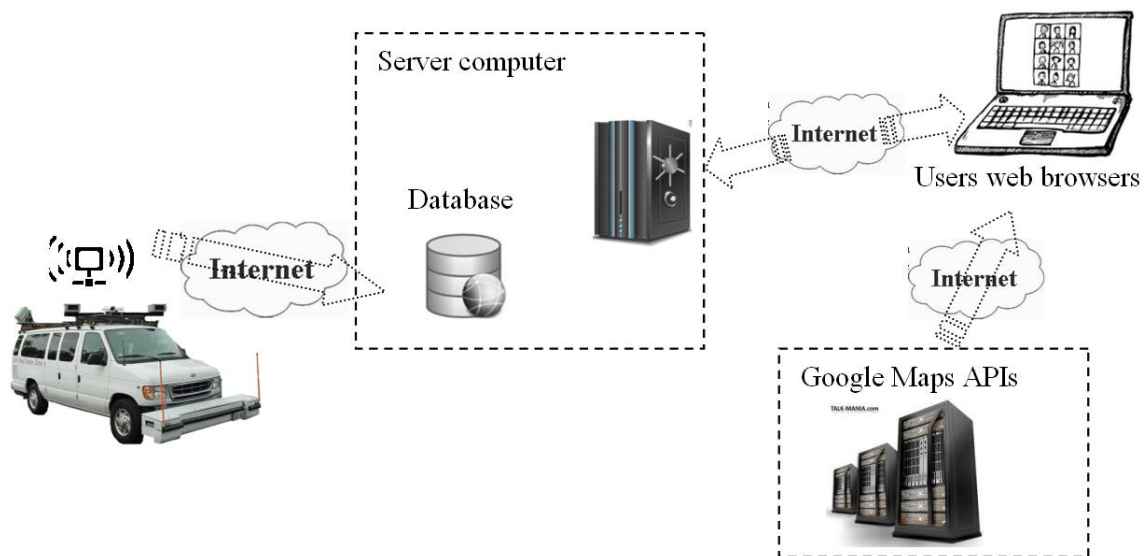 Server computer
Database
Internet
Internet
Users web browsers
Internet
Google Maps APIs
TALK-MANIA.com